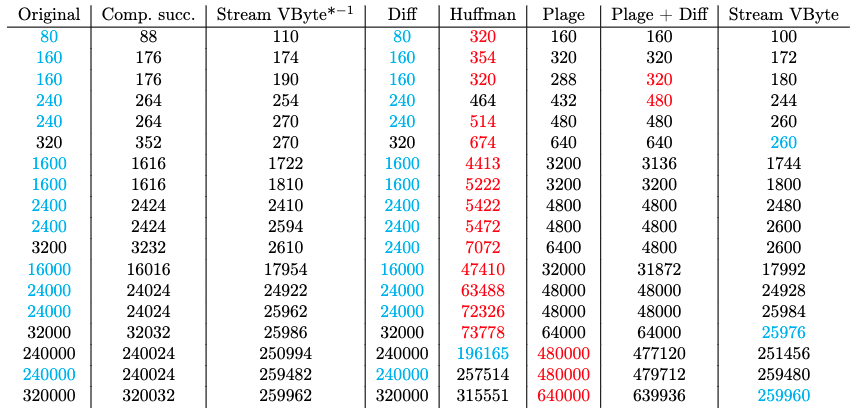 Original Comp. succ. Stream VByte*−1 Diff Huffman Plage Plage + Diff Stream VByte
80 88 110 80 320 160 160 100
160 176 174 160 354 320 320 172
160 176 190 160 320 288 320 180
240 264 254 240 464 432 480 244
240 264 270 240 514 480 480 260
320 352 270 320 674 640 640 260
1600 1616 1722 1600 4413 3200 3136 1744
1600 1616 1810 1600 5222 3200 3200 1800
2400 2424 2410 2400 5422 4800 4800 2480
2400 2424 2594 2400 5472 4800 4800 2600
3200 3232 2610 2400 7072 6400 4800 2600
16000 16016 17954 16000 47410 32000 31872 17992
24000 24024 24922 24000 63488 48000 48000 24928
24000 24024 25962 24000 72326 48000 48000 25984
32000 32032 25986 32000 73778 64000 64000 25976
240000 240024 250994 240000 196165 480000 477120 251456
240000 240024 259482 240000 257514 480000 479712 259480
320000 320032 259962 320000 315551 640000 639936 259960